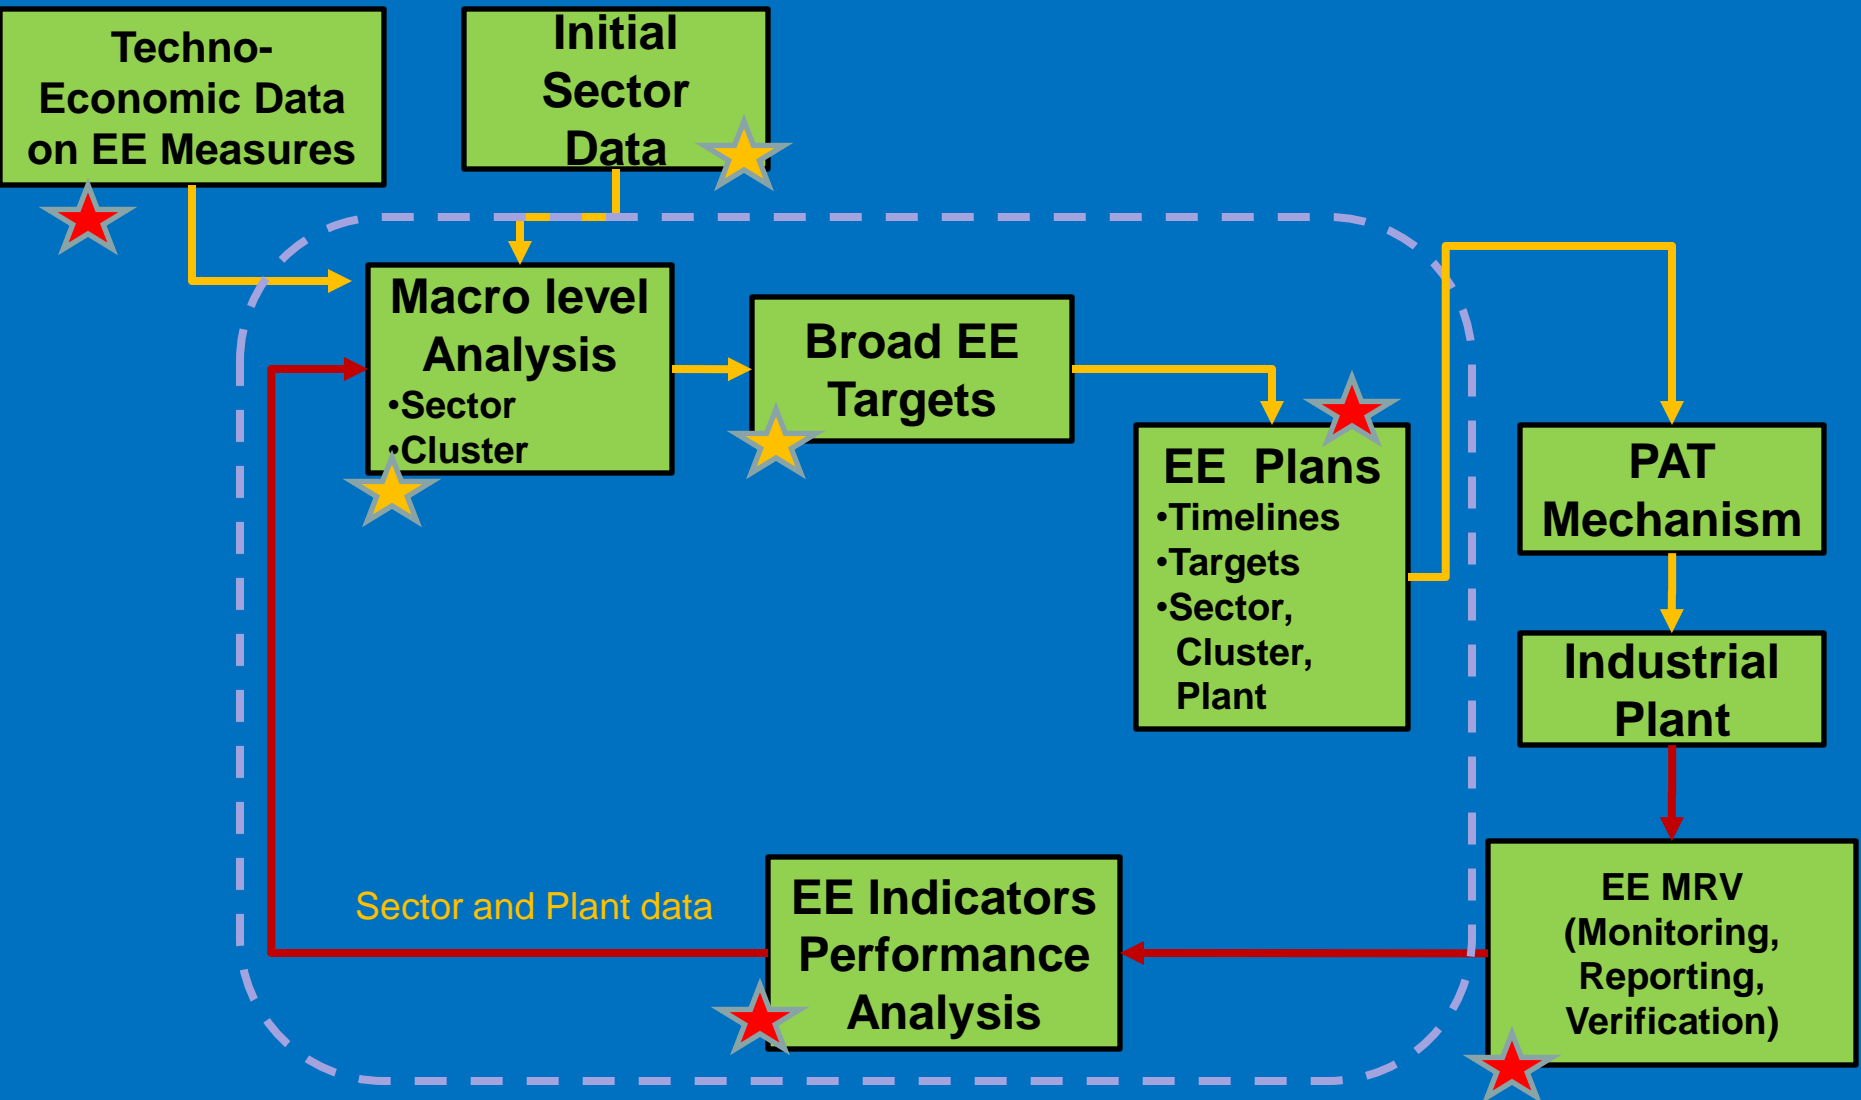 Techno-
Economic Data
on EE Measures
Initial
Sector
Data
Macro level
Analysis
•Sector
•Cluster
Broad EE
Targets
EE Plans
•Timelines
•Targets
•Sector,
Cluster,
Plant
PAT
Mechanism
Industrial
Plant
EE MRV
(Monitoring,
Reporting,
Verification)
EE Indicators
Performance
Analysis
Sector and Plant data